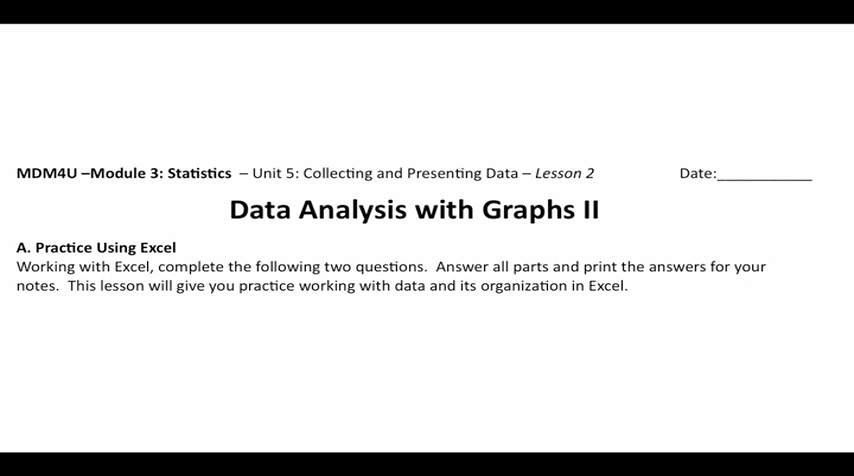 MDM4U –Module 3: Statistics – Unit 5: Collecting and Presenting Data – Lesson 2 Date:____________
Data Analysis with Graphs II
A. Practice Using Excel
Working with Excel, complete the following two questions. Answer all parts and print the answers for your
notes. This lesson will give you practice working with data and its organization in Excel.